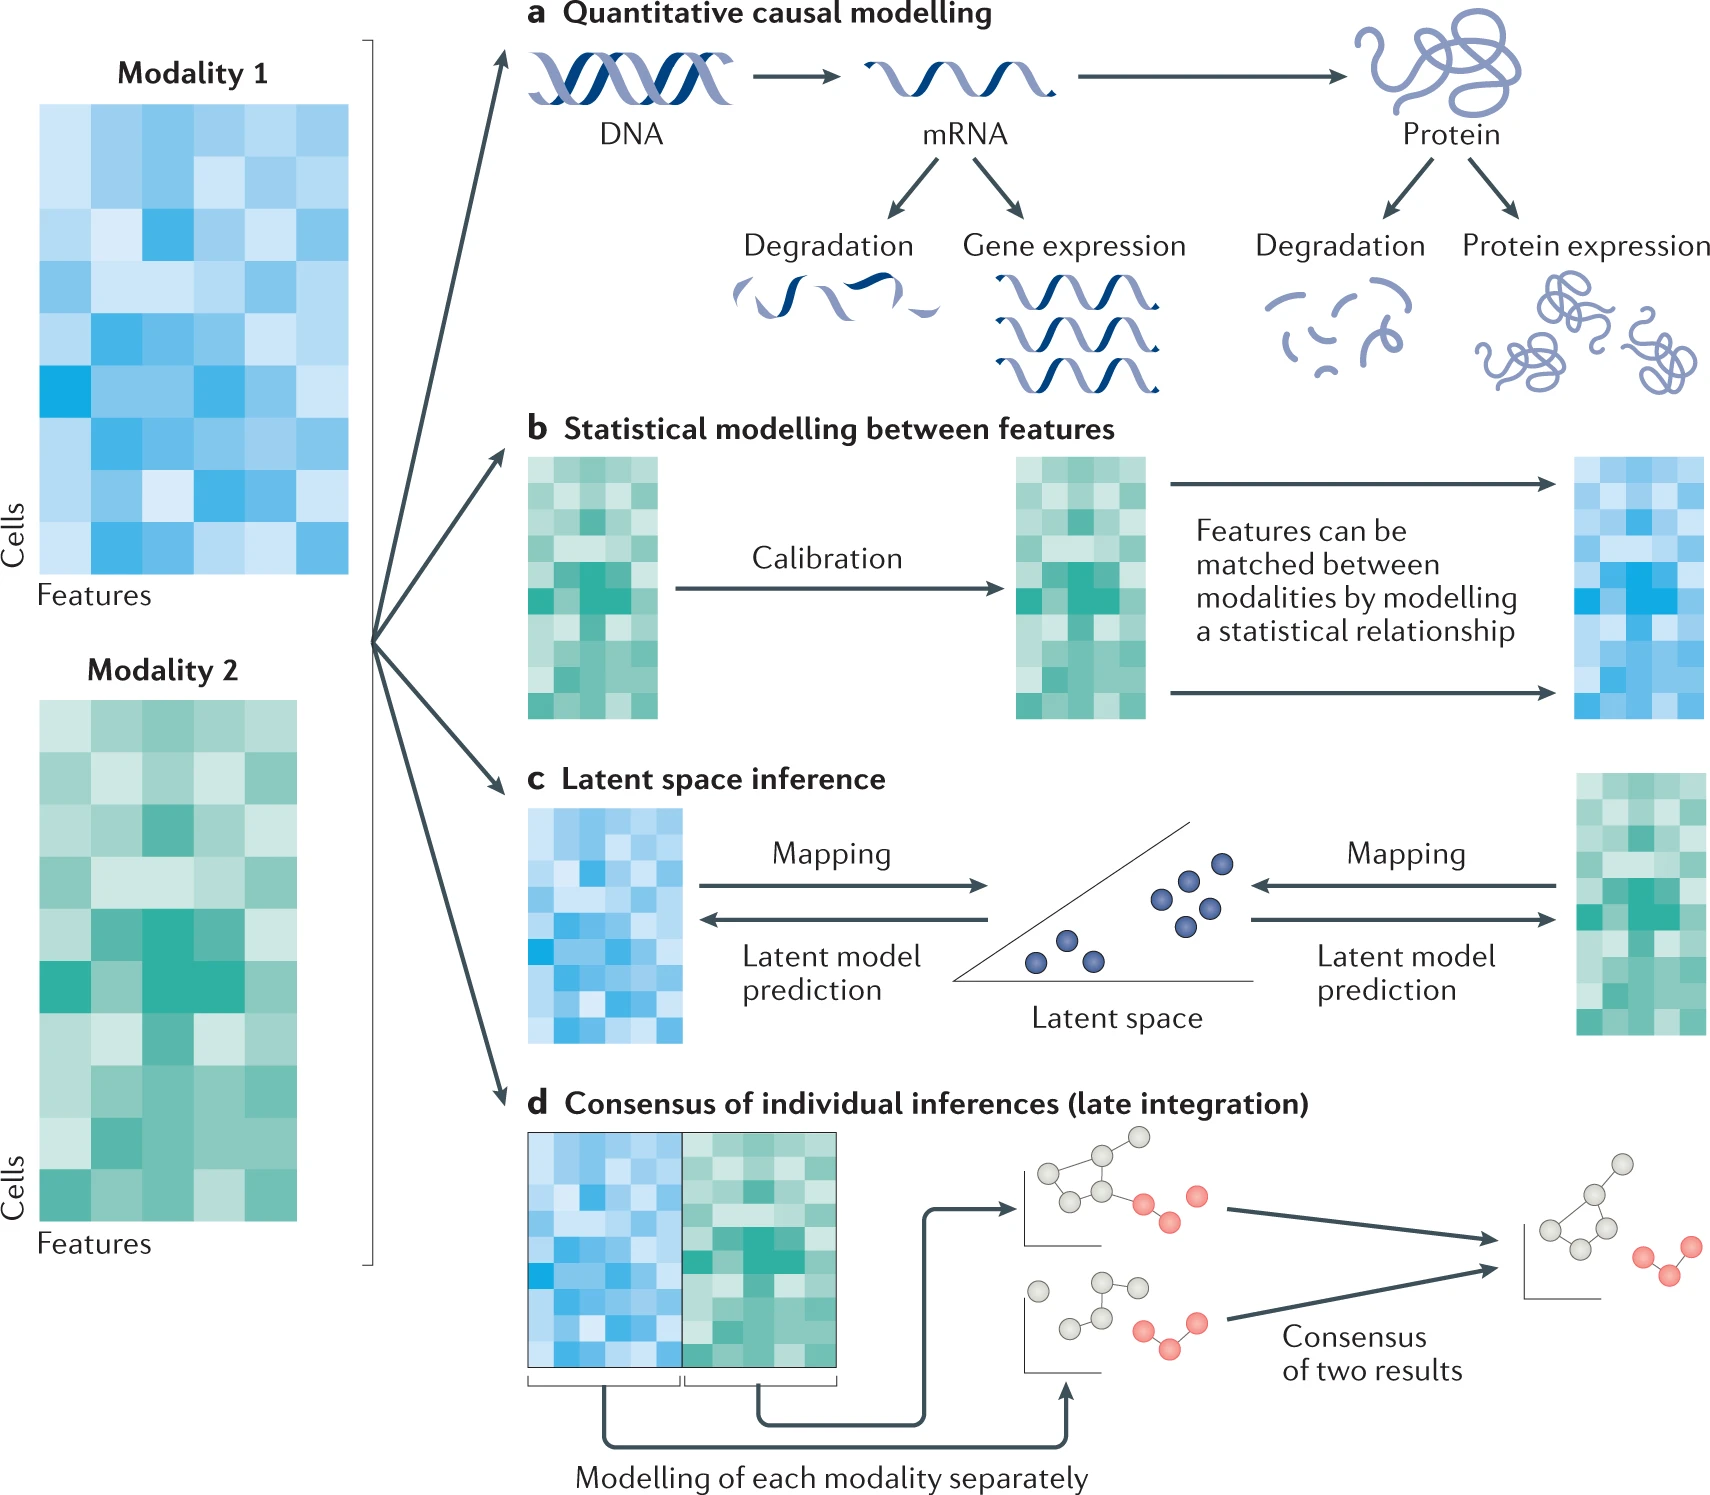 Modality 1
Cells
Features
Modality 2
Cells
Features
a Quantitative causal modelling
DNA
mRNA
Protein
Degradation
Gene expression
Degradation
Protein expression
b Statistical modelling between features
Calibration
Features can be
matched between
modalities by modelling
a statistical relationship
c Latent space inference
Mapping
Latent model
prediction
Latent space
Mapping
Latent model
prediction
d Consensus of individual inferences (late integration)
Consensus
of two results
Modelling of each modality separately